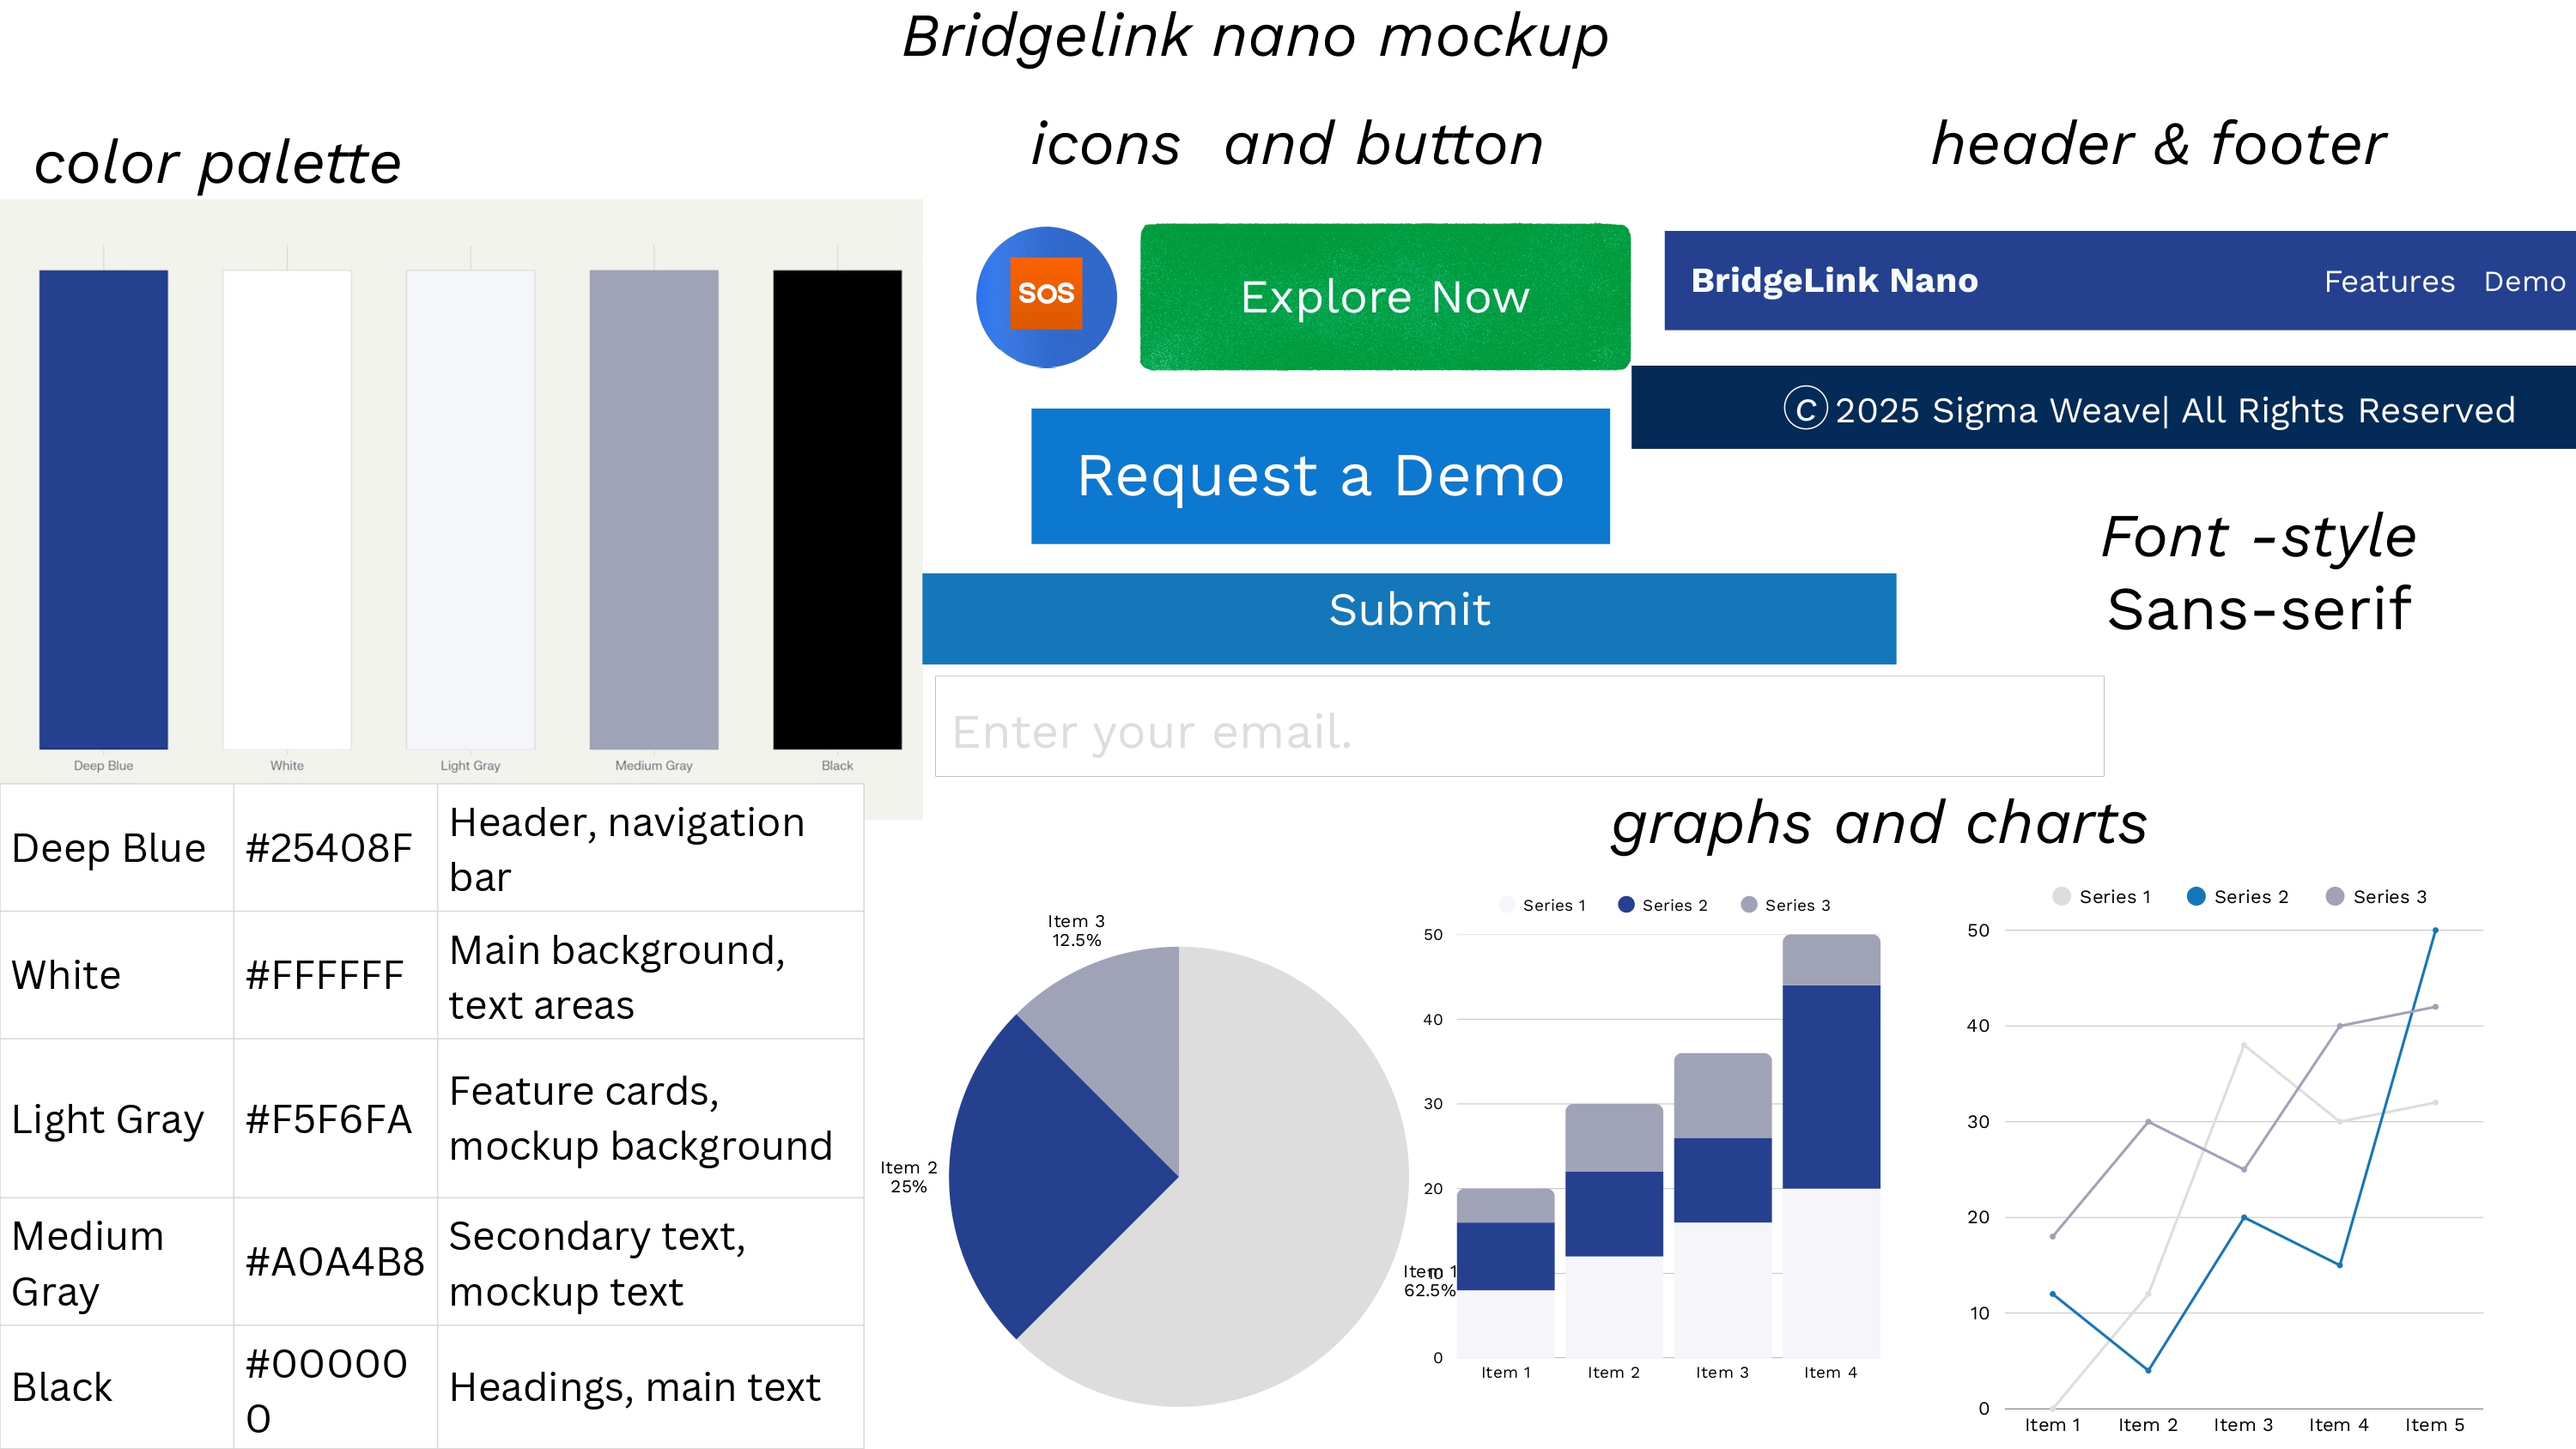 Bridgelink nano mockup
color palette
icons  and button
header & footer
Deep Blue
White
Light Gray
Medium Gray
Black
SOS
Explore Now
Request a Demo
Submit
Enter your email.
BridgeLink Nano
Features
Demo
© 2025 Sigma Weave| All Rights Reserved
Font -style
Sans-serif
Deep Blue
#25408F
Header, navigation
bar
White
#FFFFFF
Main background,
text areas
Light Gray
#F5F6FA
Feature cards,
mockup background
Medium
Gray
#A0A4B8
Secondary text,
mockup text
Black
#00000
0
Headings, main text
graphs and charts
Item 3
12.5%
Item 2
25%
Item 1
62.5%
Series 1
Series 2
Series 3
50
40
30
20
10
0
Item 1
Item 2
Item 3
Item 4
Series 1
Series 2
Series 3
50
40
30
20
10
0
Item 1
Item 2
Item 3
Item 4
Item 5